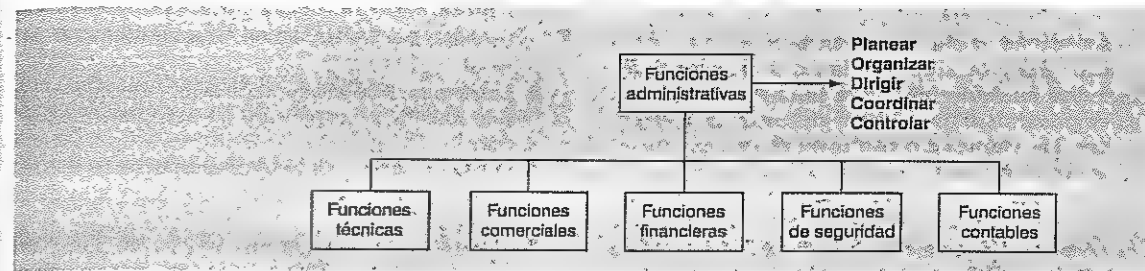 Planear
Organizar
Dirigir
Coordinar
Controlar
Funciones
administrativas
Funciones
técnicas
Funciones
comerciales
Funciones
financieras
Funciones
de seguridad
Funciones
contables